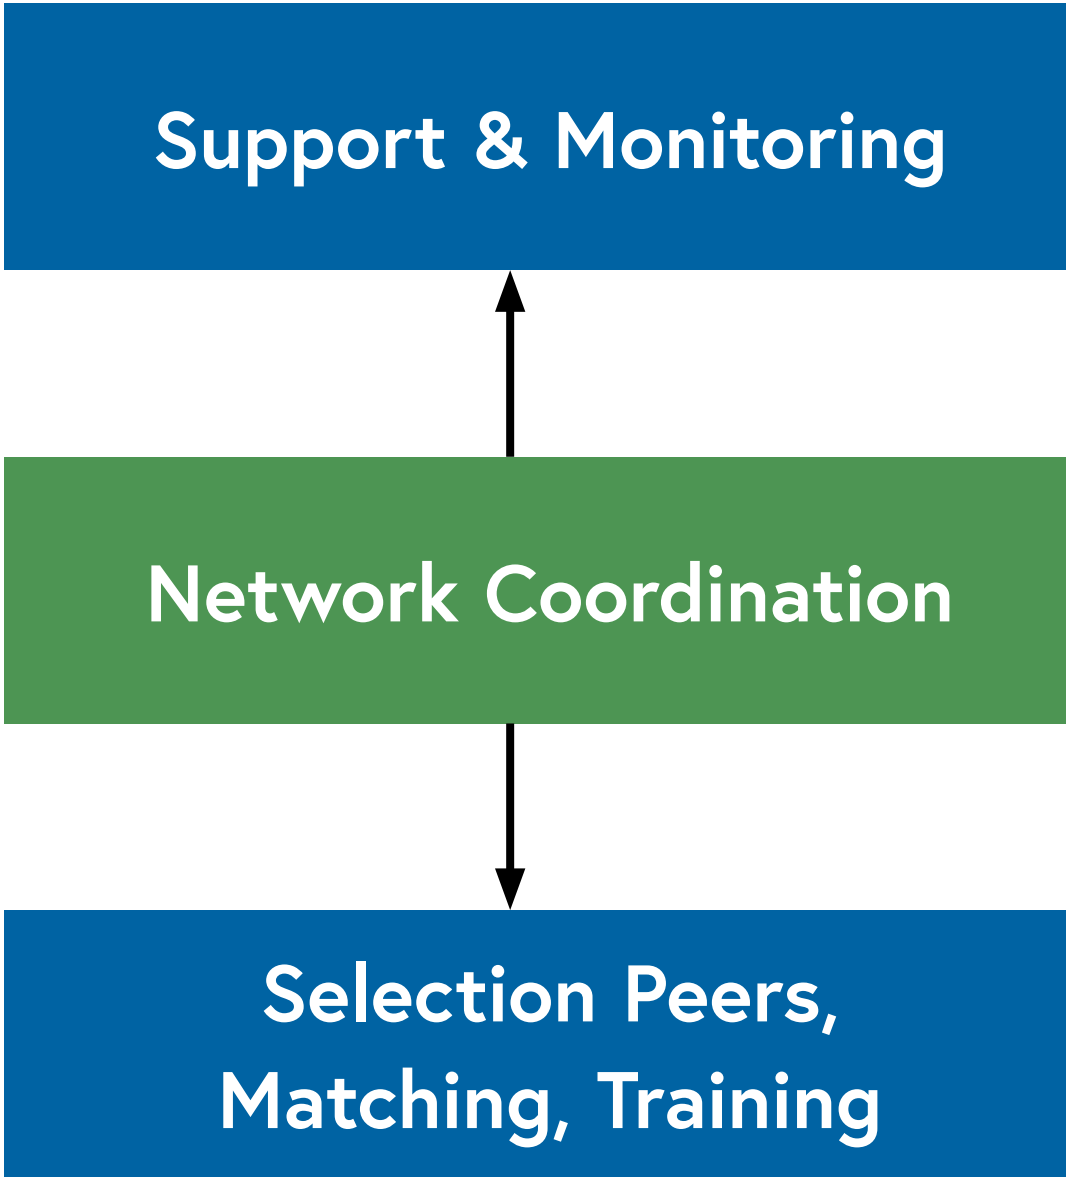 Support & Monitoring
Network Coordination
Selection Peers,
Matching, Training